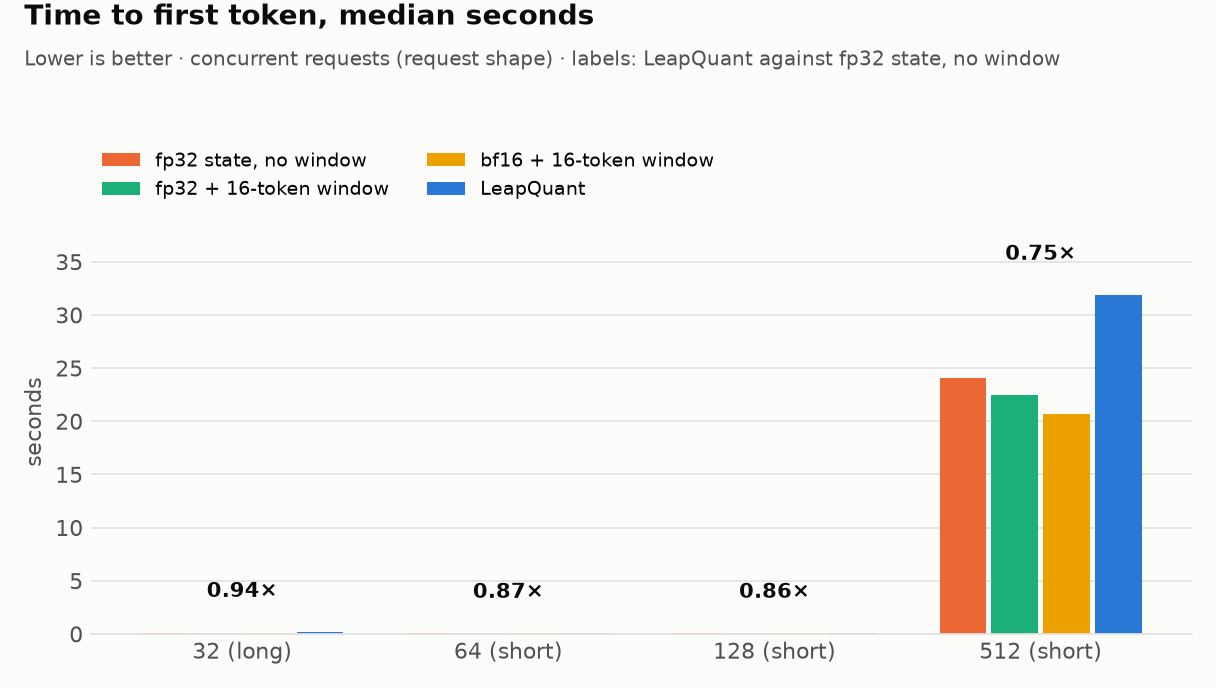 Time to first token, median seconds
Lower is better · concurrent requests (request shape) · labels: LeapQuant against fp32 state, no window
fp32 state, no window
bf16 + 16-token window
fp32 + 16-token window
LeapQuant
0.75×
35
30
25
20
15
10
5
0
seconds
0.94×
0.87×
0.86×
32 (long)
64 (short)
128 (short)
512 (short)